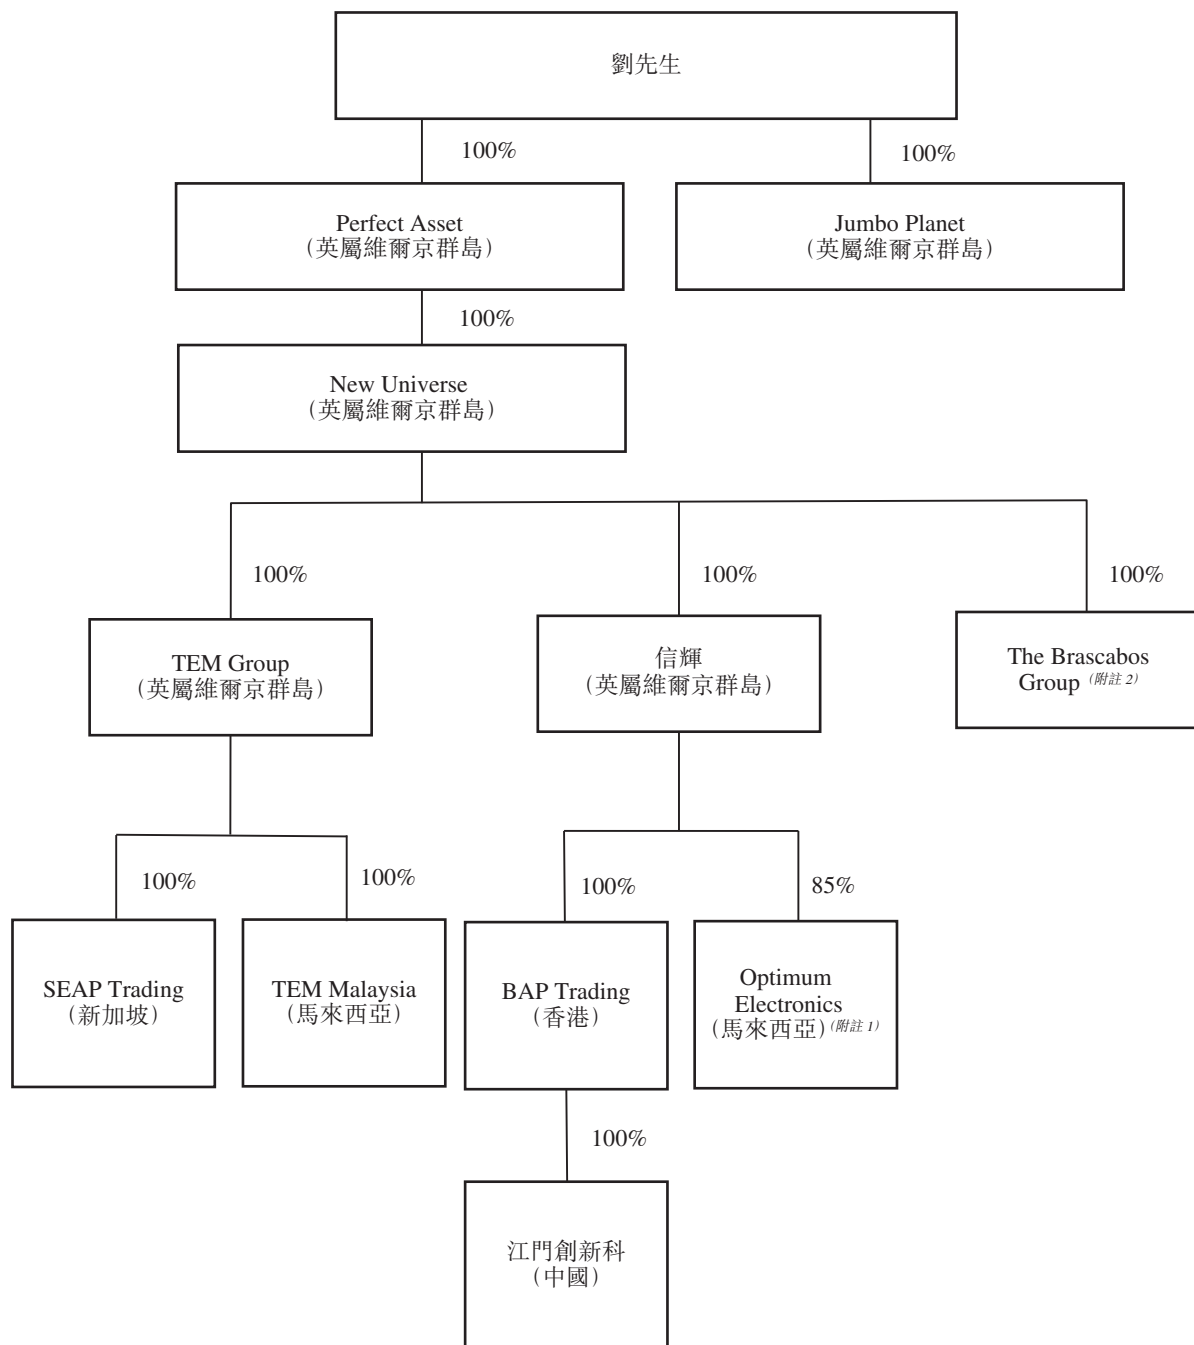 劉先生
100%
100%
Perfect Asset
(英屬維爾京群島)
Jumbo Planet
(英屬維爾京群島)
100%
New Universe
(英屬維爾京群島)
100%
100%
100%
TEM Group
(英屬維爾京群島)
信輝
(英屬維爾京群島)
The Brascabos
Group (附註 2)
100%
100%
100%
85%
SEAP Trading
(新加坡)
TEM Malaysia
(馬來西亞)
BAP Trading
(香港)
Optimum
Electronics
(馬來西亞) (附註 1)
100%
江門創新科
(中國)